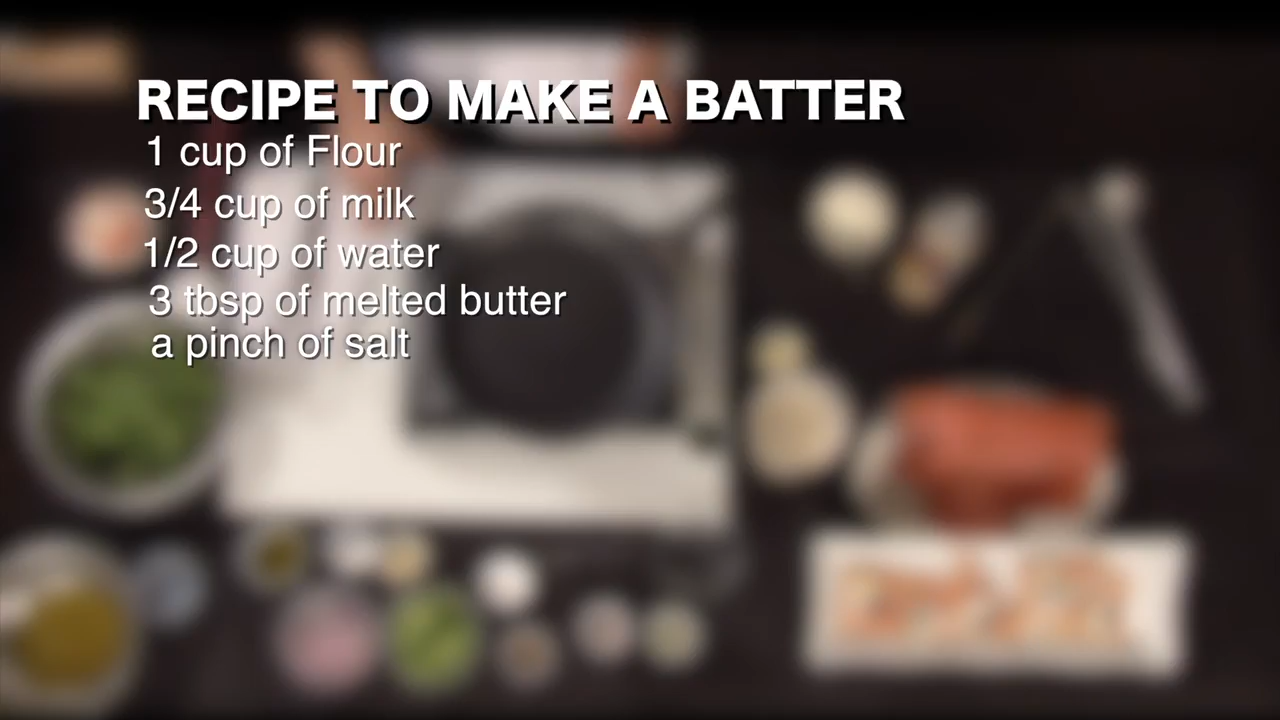 RECIPE TO MAKE A BATTER
1 cup of Flour
3/4 cup of milk
1/2 cup of water
3 tbsp of melted butter
a pinch of salt